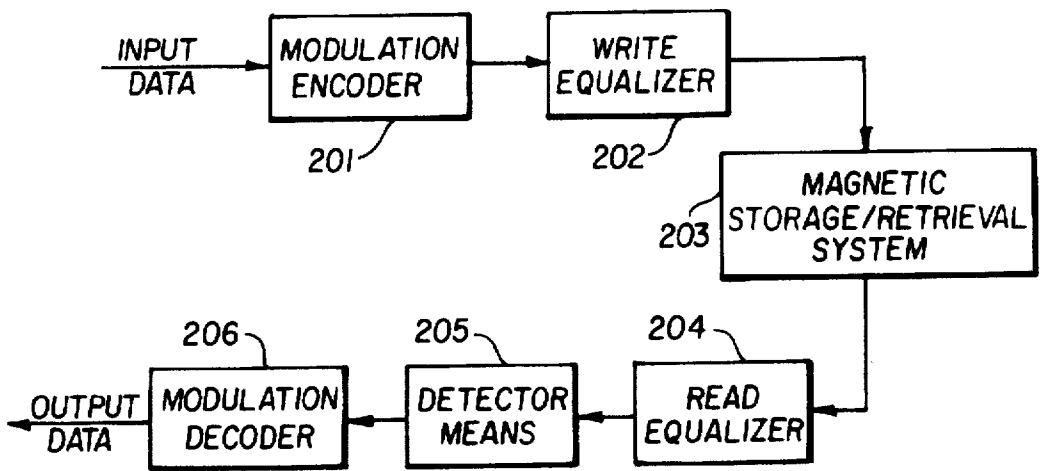 INPUT
DATA
MODULATION
ENCODER
201
WRITE
EQUALIZER
202
MAGNETIC
STORAGE/RETRIEVAL
SYSTEM
203
204
READ
EQUALIZER
205
DETECTOR
MEANS
206
MODULATION
DECODER
OUTPUT
DATA